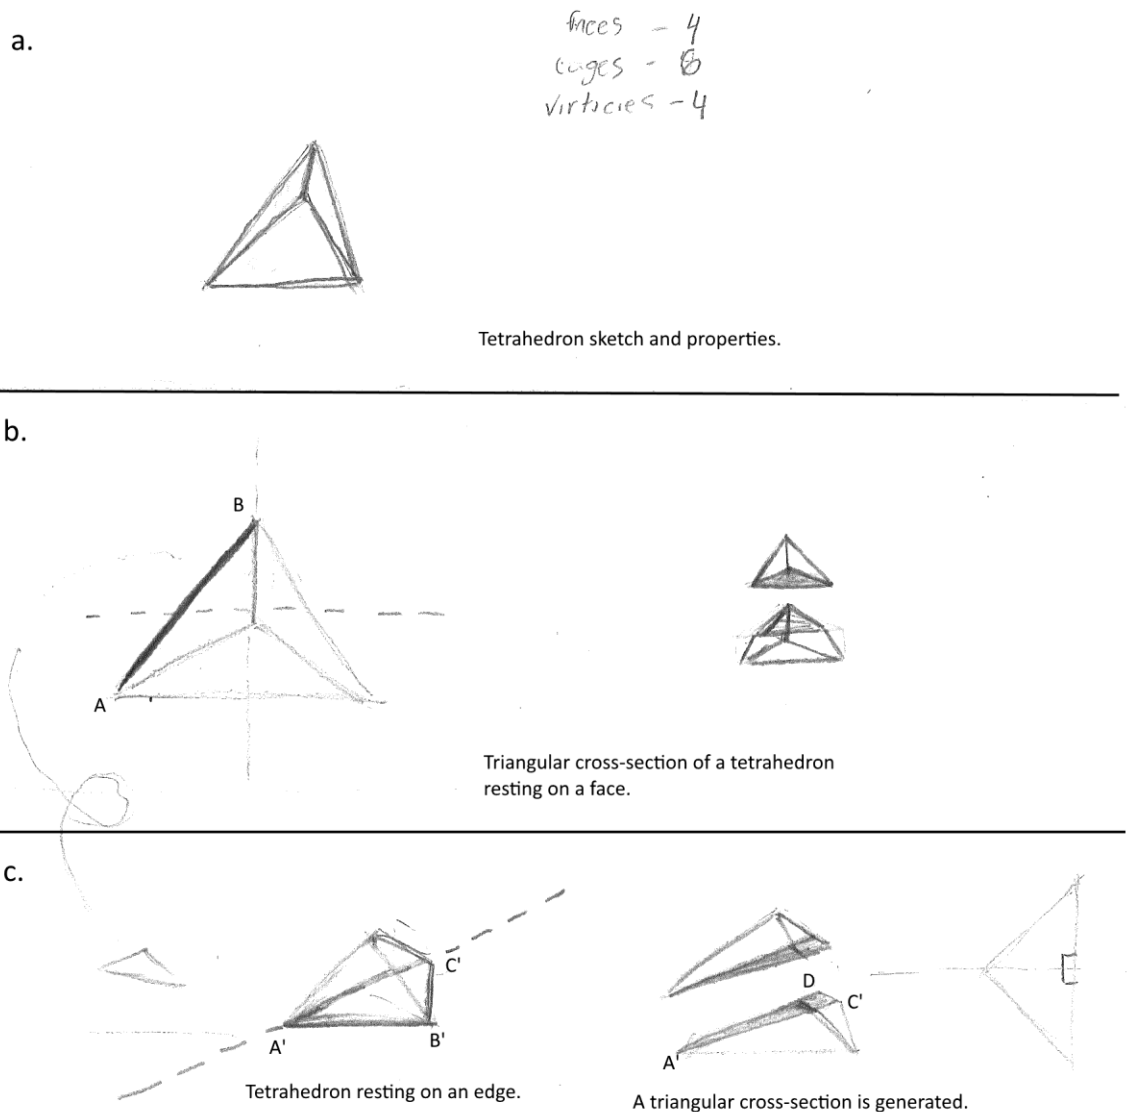 a.
faces - 4
edges - 6
virticies - 4
Tetrahedron sketch and properties.
b.
B
A
Triangular cross-section of a tetrahedron
resting on a face.
c.
C'
A'
B'
Tetrahedron resting on an edge.
D
C'
A'
A triangular cross-section is generated.